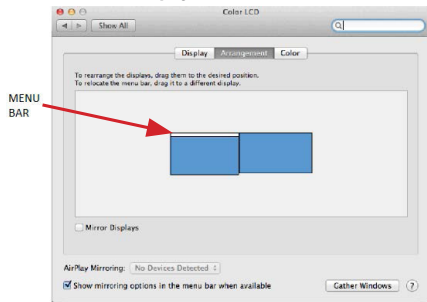 Color LCD
Show All
Display Arrangement Color
To rearrange the displays, drag them to the desired position.
To relocate the menu bar, drag it to a different display.
MENU
BAR
Mirror Displays
AirPlay Mirroring: No Devices Detected
Show mirroring options in the menu bar when available
Gather Windows ?